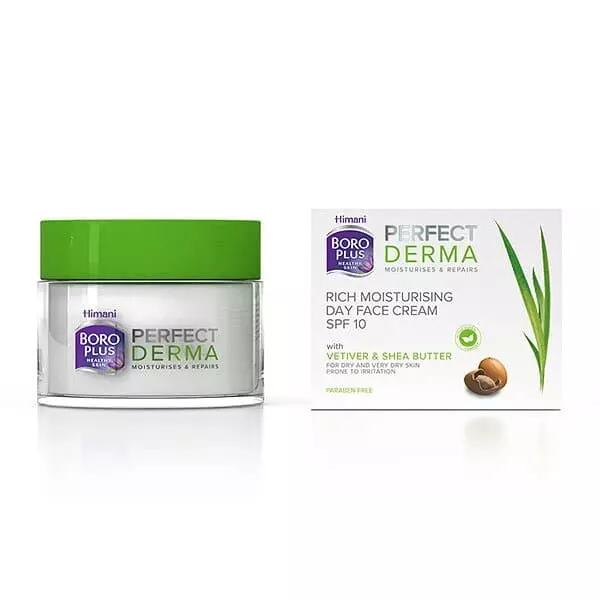 Himani
BORO
PLUS
HEALTHY
SKIN
PERFECT
DERMA
MOISTURISES & REPAIRS
Himani
BORO
PLUS
HEALTHY
SKIN
PERFECT
DERMA
MOISTURISES & REPAIRS
RICH MOISTURISING
DAY FACE CREAM
SPF 10
with
VETIVER & SHEA BUTTER
FOR DRY AND VERY DRY SKIN
PRONE TO IRRITATION
PARABEN FREE